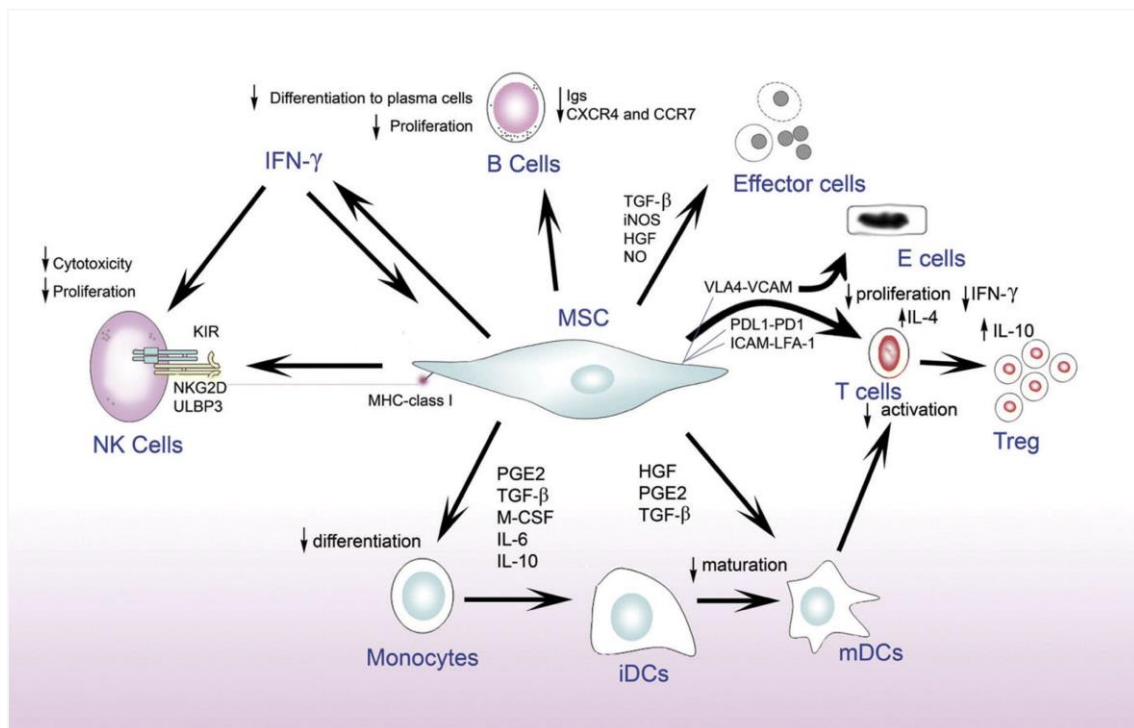 Differentiation to plasma cells
Proliferation
Igs
CXCR4 and CCR7
B Cells
IFN-γ
Effector cells
TGF-β
iNOS
HGF
NO
E cells
Cytotoxicity
Proliferation
VLA4-VCAM
proliferation
IL-4
IFN-γ
IL-10
MSC
PDL1-PD1
ICAM-LFA-1
KIR
NKG2D
ULBP3
MHC-class I
T cells
activation
Treg
NK Cells
PGE2
TGF-β
M-CSF
IL-6
IL-10
HGF
PGE2
TGF-β
differentiation
maturation
Monocytes
iDCs
mDCs